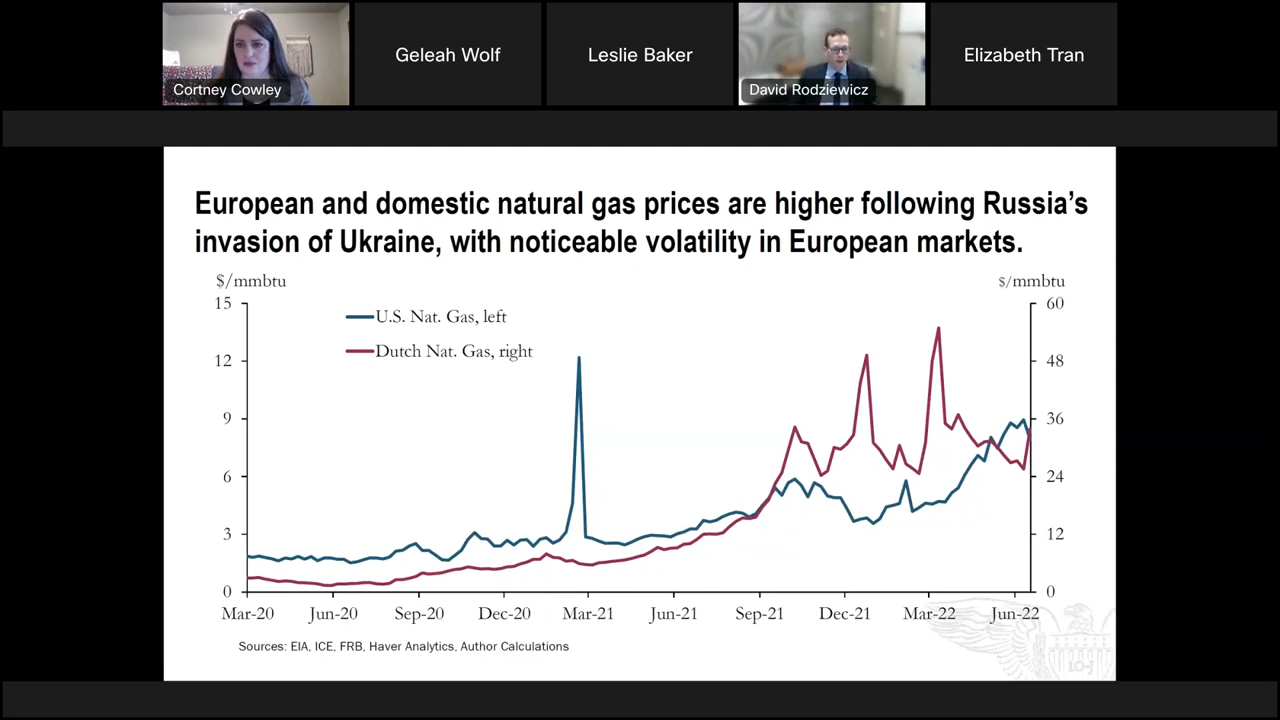 Cortney Cowley
Geleah Wolf
Leslie Baker
David Rodziewicz
Elizabeth Tran
European and domestic natural gas prices are higher following Russia’s
invasion of Ukraine, with noticeable volatility in European markets.
$/mmbtu
$/mmbtu
15
12
9
6
3
0
U.S. Nat. Gas, left
Dutch Nat. Gas, right
60
48
36
24
12
0
Mar-20 Jun-20 Sep-20 Dec-20 Mar-21 Jun-21 Sep-21 Dec-21 Mar-22 Jun-22
Sources: EIA, ICE, FRB, Haver Analytics, Author Calculations
10-J